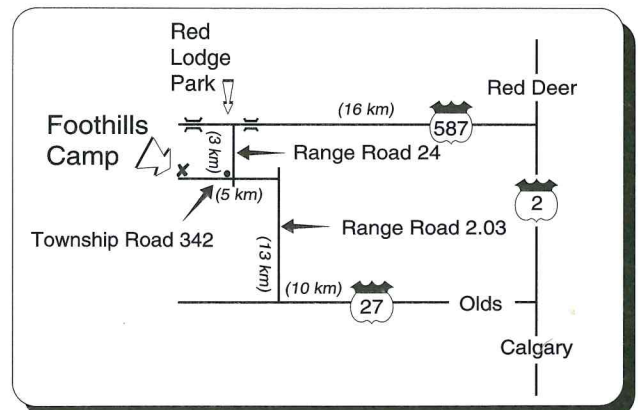 Red
Lodge
Park
Red Deer
(16 km)
587
Foothills
Camp
(3 km)
Range Road 24
X
(5 km)
2
Township Road 342
Range Road 2.03
(13 km)
(10 km)
27
Olds
Calgary